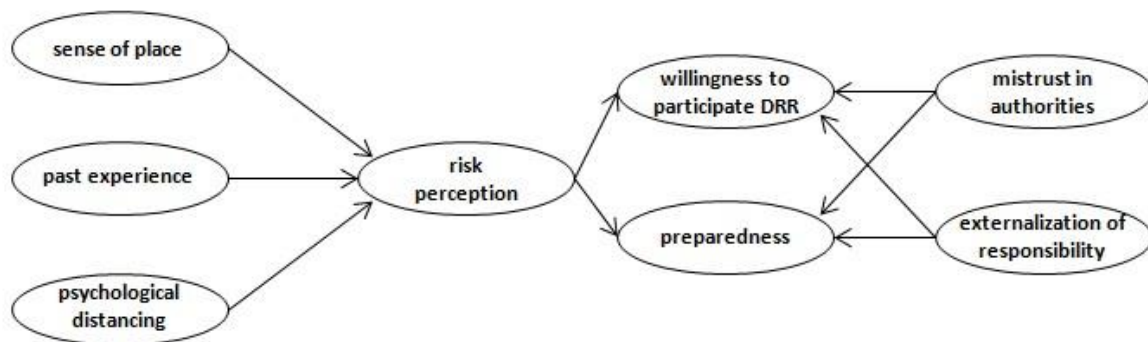 sense of place
past experience
psychological
distancing
risk
perception
willingness to
participate DRR
preparedness
mistrust in
authorities
externalization of
responsibility